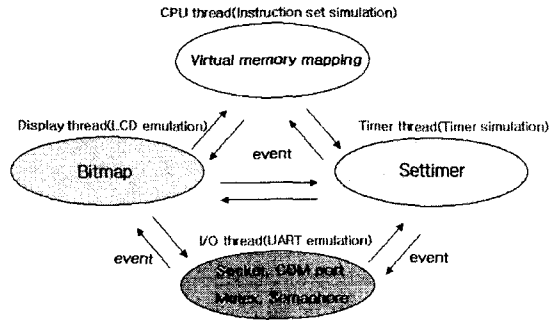 CPU thread(Instruction set simulation)
Virtual memory mapping
Display thread(LCD emulation)
Timer thread(Timer simulation)
event
Bitmap
Settimer
I/O thread(UART emulation)
event
event
Socket, COM port
Mutex, Semaphore